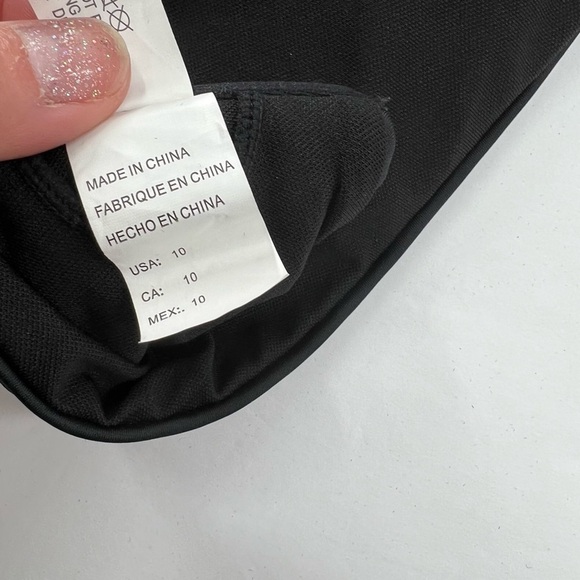 MADE IN CHINA
FABRIQUE EN CHINA
HECHO EN CHINA
USA: 10
CA: 10
MEX:. 10